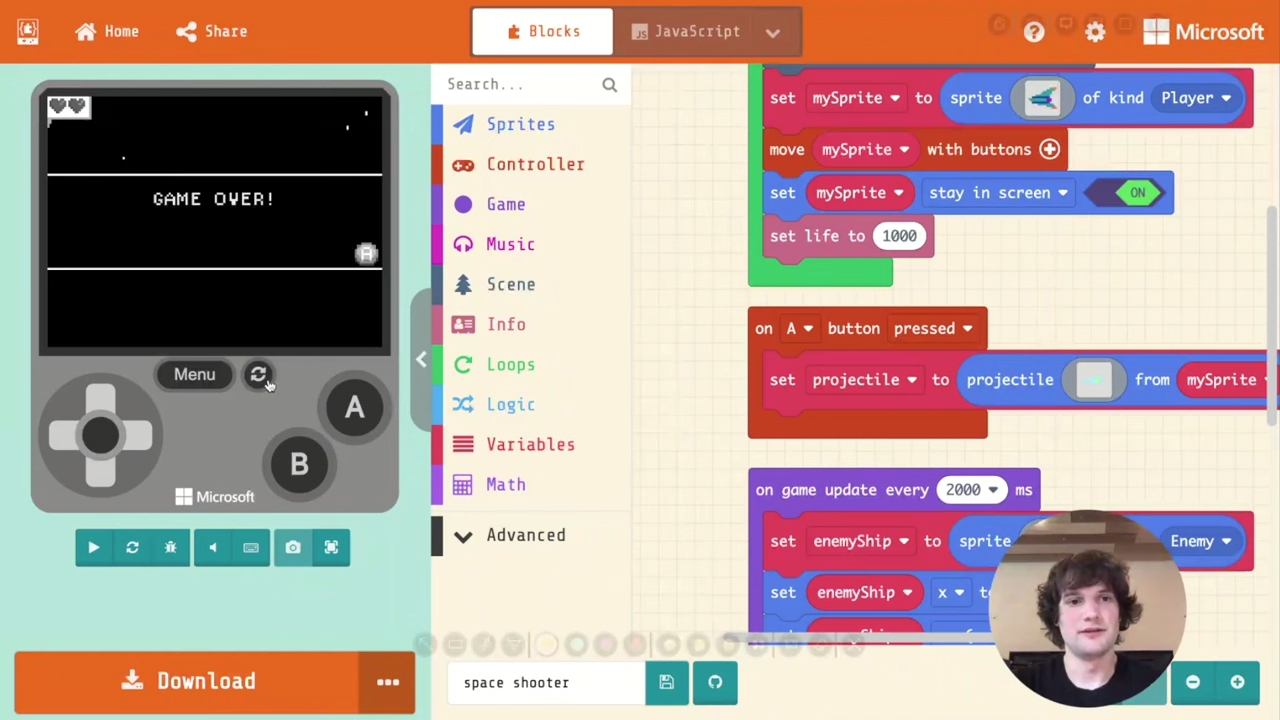 Home
Share
Blocks
JavaScript
?
Microsoft
GAME OVER!
A
Menu
A
B
Microsoft
Download
Search...
Sprites
Controller
Game
Music
Scene
Info
Loops
Logic
Variables
Math
Advanced
set mySprite to sprite of kind Player
move mySprite with buttons
set mySprite stay in screen ON
set life to 1000
on A button pressed
set projectile to projectile from mySprite
on game update every 2000 ms
set enemyShip to sprite Enemy
set enemyShip x
space shooter